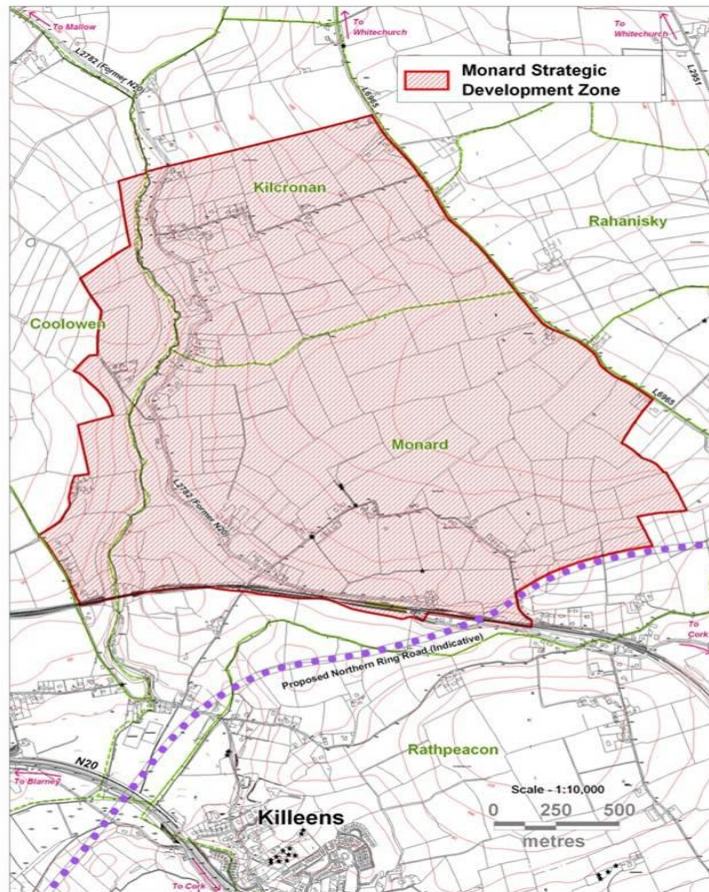 To Mallow
To
Whitechurch
To
Whitechurch
L2782 (Former N20)
L6965
L2951
Monard Strategic
Development Zone
Kilcronan
Rahanisky
Coolowen
L6965
Monard
L2782 (Former N20)
To
Cork
Proposed Northern Ring Road (Indicative)
Rathpeacon
N20
To Blarney
Scale - 1:10,000
0 250 500
metres
Killeens
To Cork